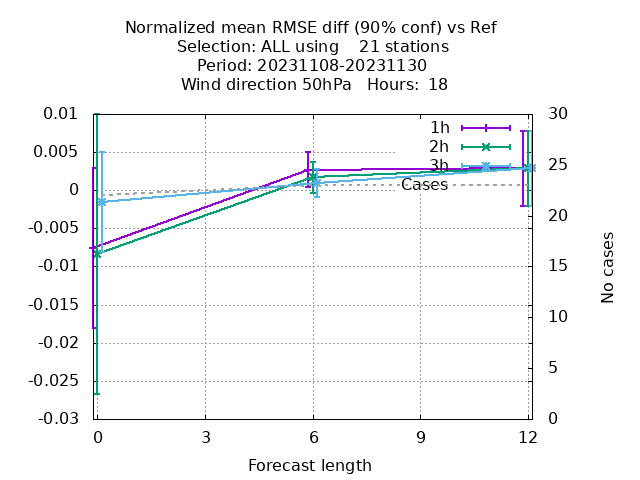 Normalized mean RMSE diff (90% conf) vs Ref
Selection: ALL using    21 stations
Period: 20231108-20231130
Wind direction 50hPa   Hours:  18
0.01
0.005
0
-0.005
-0.01
-0.015
-0.02
-0.025
-0.03
1h
2h
3h
Cases
30
25
20
15
10
5
0
No cases
0 3 6 9 12
Forecast length